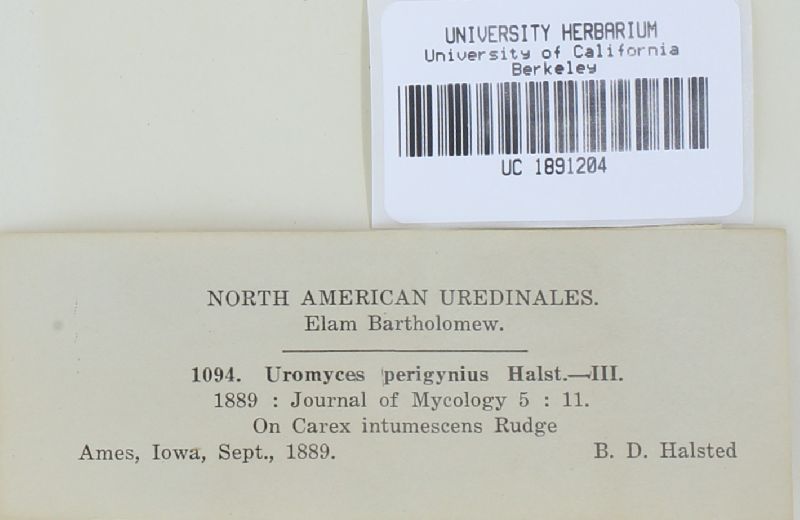 UNIVERSITY HERBARIUM
University of California
Berkeley
UC 1891204
NORTH AMERICAN UREDINALES.
Elam Bartholomew.
1094. Uromyces perigynius Halst.—III.
1889 : Journal of Mycology 5 : 11.
On Carex intumescens Rudge
Ames, Iowa, Sept., 1889. B. D. Halsted